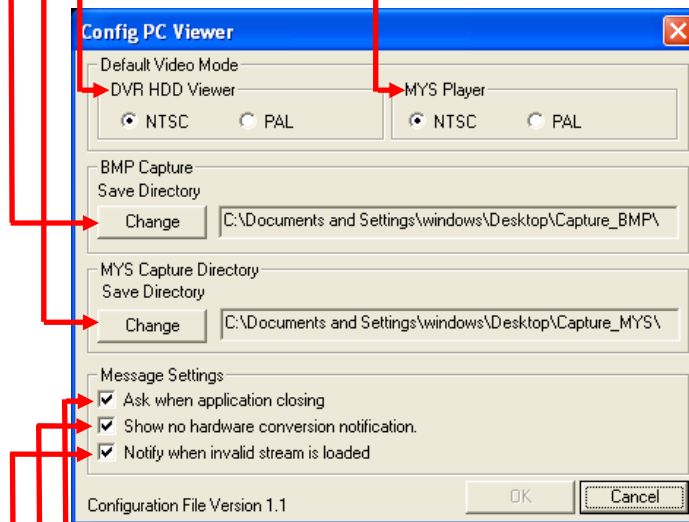 Config PC Viewer
Default Video Mode
DVR HDD Viewer
MYS Player
NTSC PAL
NTSC PAL
BMP Capture
Save Directory
Change C:\Documents and Settings\windows\Desktop\Capture_BMP\
MYS Capture Directory
Save Directory
Change C:\Documents and Settings\windows\Desktop\Capture_MYS\
Message Settings
Ask when application closing
Show no hardware conversion notification.
Notify when invalid stream is loaded
Configuration File Version 1.1
OK Cancel